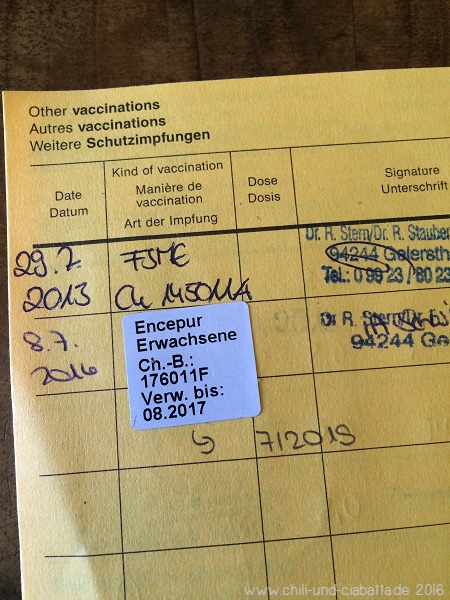 Other vaccinations
Autres vaccinations
Weitere Schutzimpfungen
Date
Datum
Kind of vaccination
Manière de
vaccination
Art der Impfung
Dose
Dosis
Signature
Unterschrift
29.7.
2013
FSME
Dr. R. Stern/Dr. R. Stauber
94244 Geiersth
Tel.: 0 99 23 / 80 23
8.7.
2016
Encepur
Erwachsene
Ch.-B.:
176011F
Verw. bis:
08.2017
Dr. R. Stern/Dr.
94244 Ge
7/2019
www.chili-und-ciabatta.de 2016